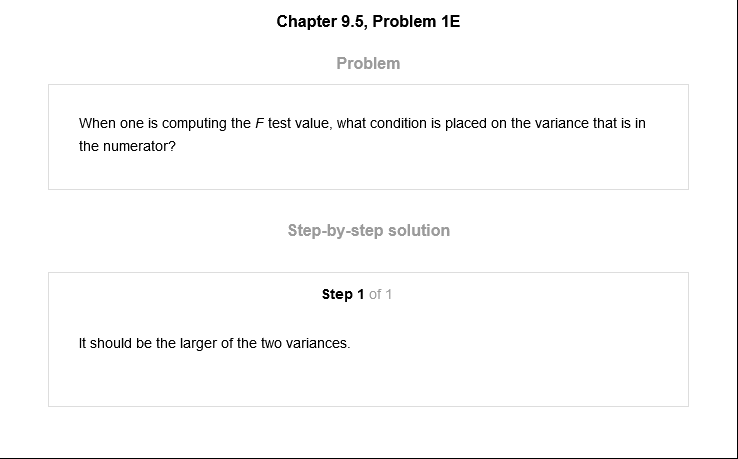 Chapter 9.5, Problem 1E
Problem
When one is computing the F test value, what condition is placed on the variance that is in
the numerator?
Step-by-step solution
Step 1 of 1
It should be the larger of the two variances.